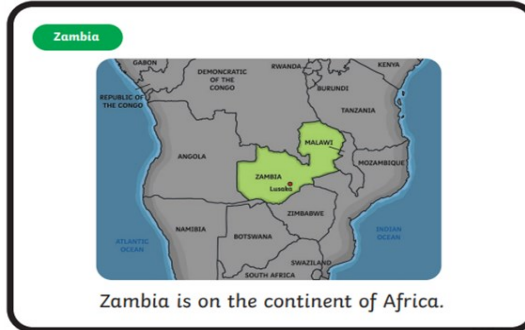 Zambia
GABON
DEMONCRATIC
OF THE
CONGO
RWANDA
KENYA
REPUBLIC OF
THE CONGO
BURUNDI
TANZANIA
MALAWI
ANGOLA
ZAMBIA
MOZAMBIQUE
Lusaka
ZIMBABWE
NAMIBIA
BOTSWANA
ATLANTIC
OCEAN
INDIAN
OCEAN
SWAZILAND
SOUTH AFRICA
Zambia is on the continent of Africa.